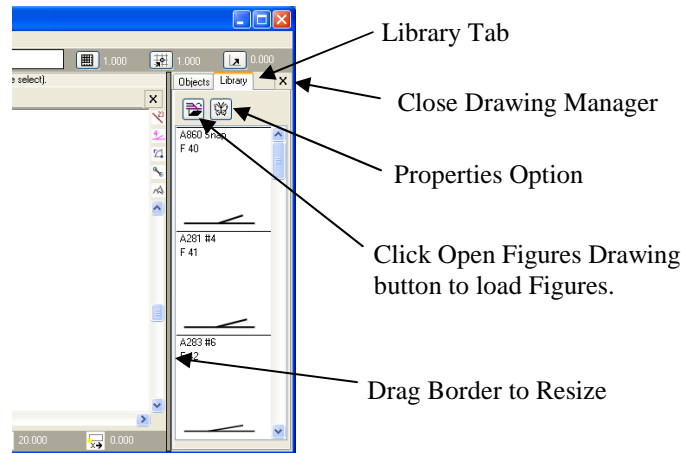 1.000
1.000
0.000
e select).
Objects
Library
X
X
A860 Snap
F 40
A281 #4
F 41
A283 #6
F 42
20.000
0.000
Library Tab
Close Drawing Manager
Properties Option
Click Open Figures Drawing
button to load Figures.
Drag Border to Resize